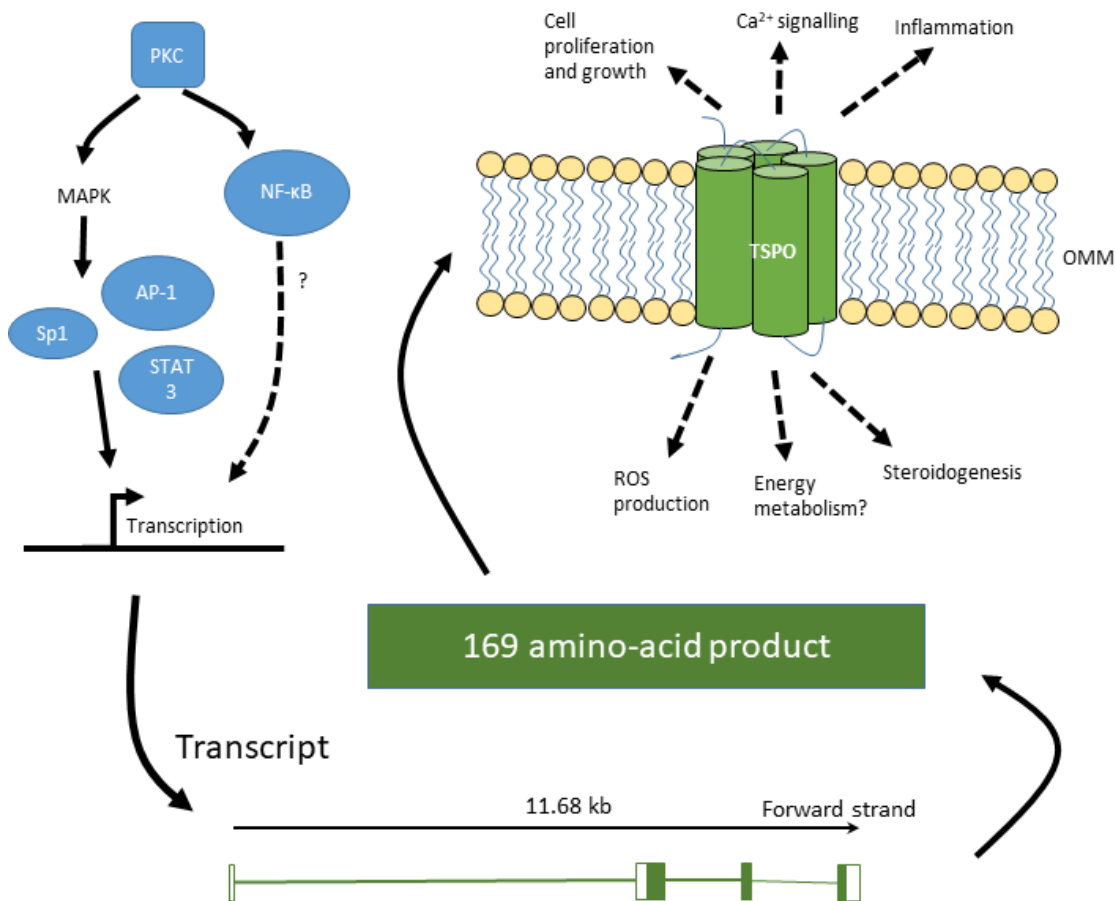 PKC
MAPK
NF-κB
?
AP-1
Sp1
STAT
3
Transcription
Cell
proliferation
and growth
Ca²⁺ signalling
Inflammation
TSPO
OMM
ROS
production
Energy
metabolism?
Steroidogenesis
169 amino-acid product
Transcript
11.68 kb
Forward strand